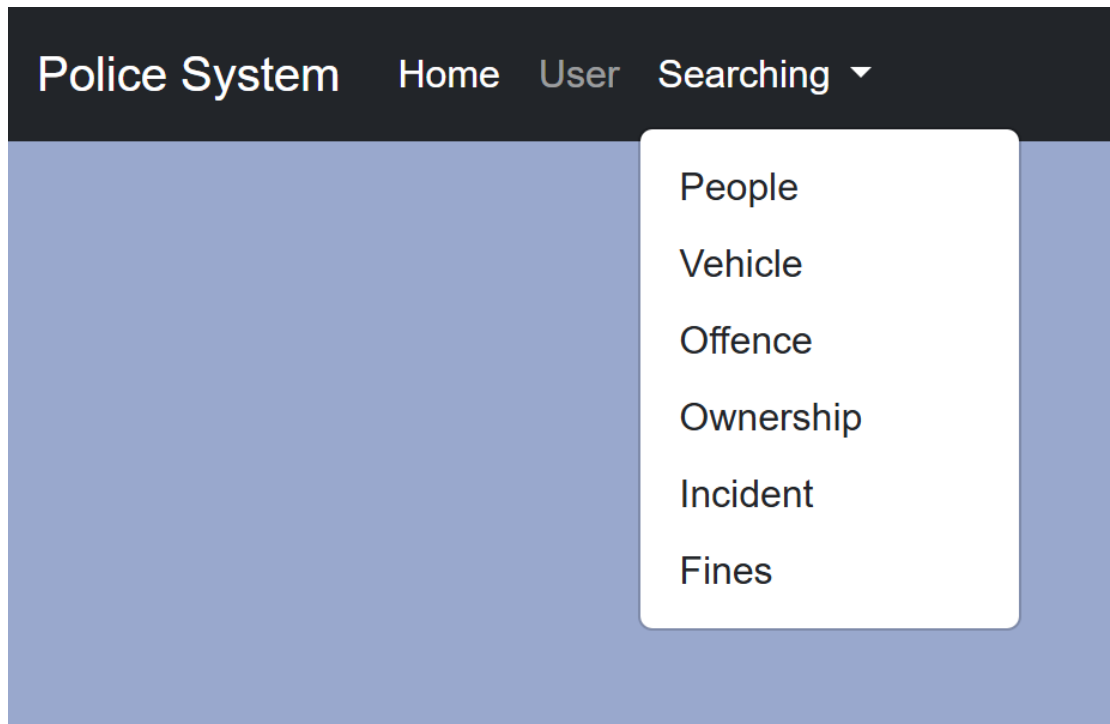 Police System Home User Searching
People
Vehicle
Offence
Ownership
Incident
Fines